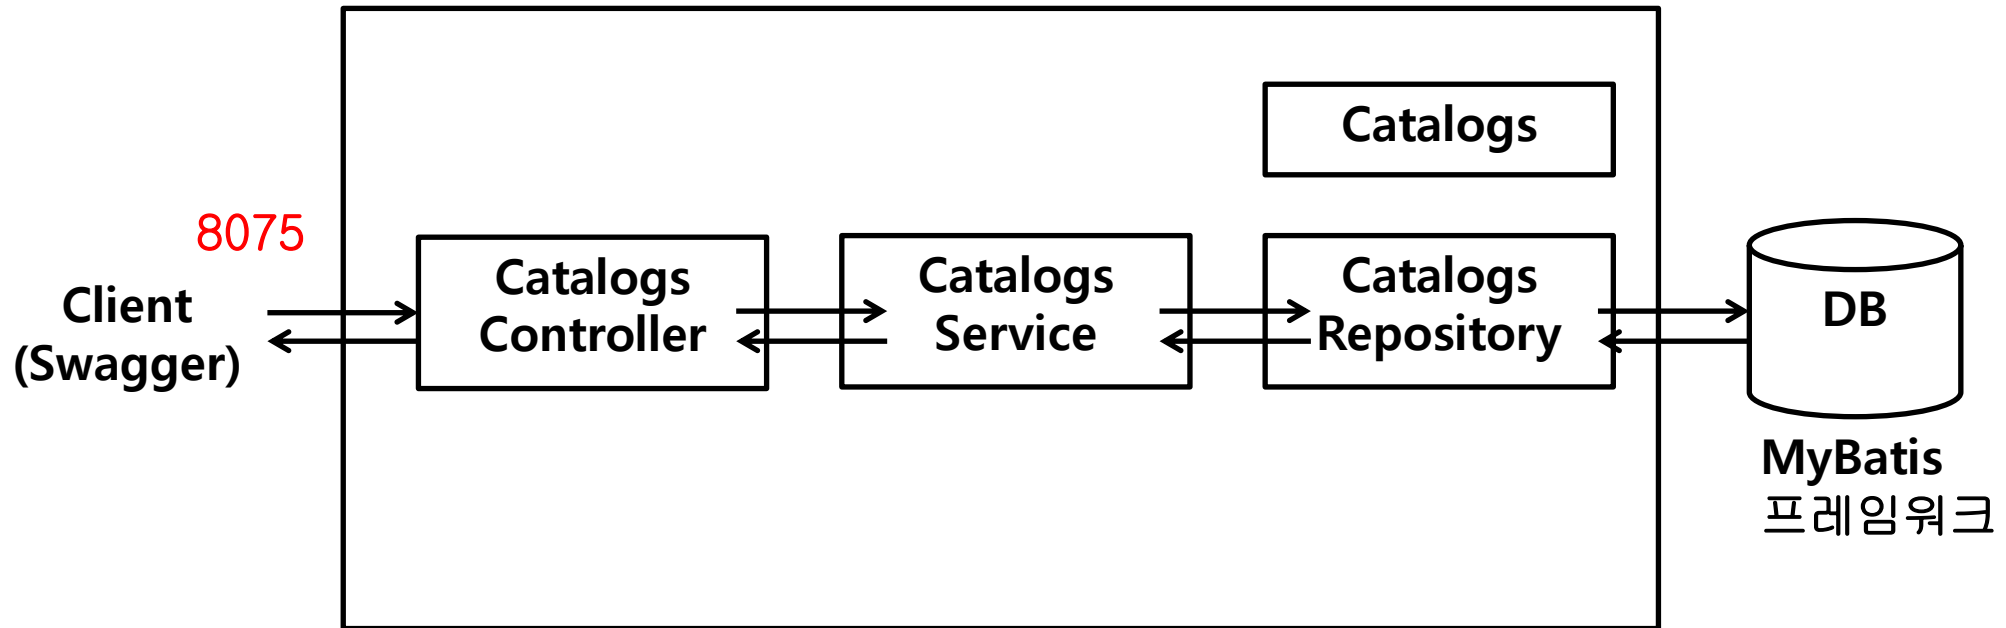 Catalogs
8075
Client
(Swagger)
Catalogs
Controller
Catalogs
Service
Catalogs
Repository
DB
MyBatis
프레임워크